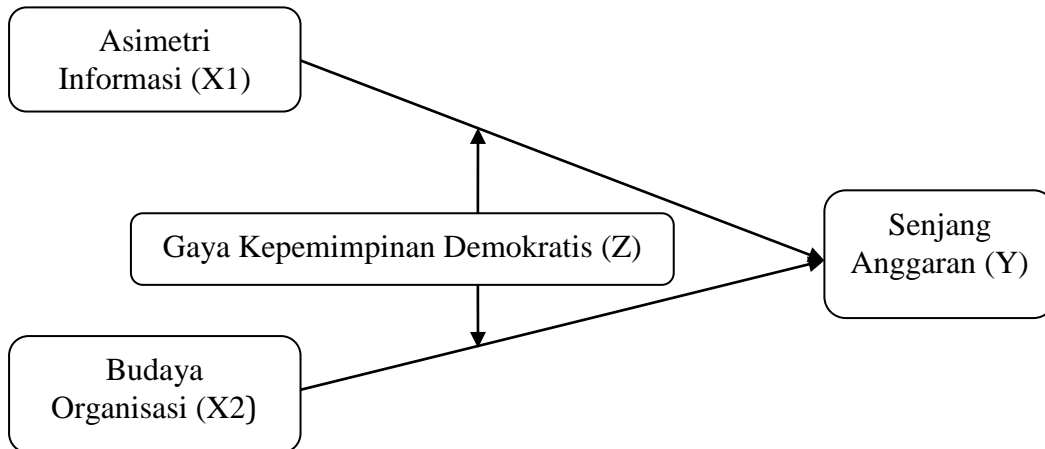 Asimetri
Informasi (X1)
Gaya Kepemimpinan Demokratis (Z)
Senjang
Anggaran (Y)
Budaya
Organisasi (X2)